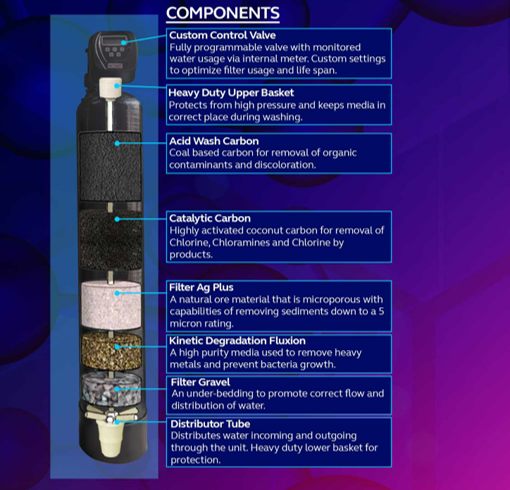 COMPONENTS
Custom Control Valve
Fully programmable valve with monitored
water usage via internal meter. Custom settings
to optimize filter usage and life span.
Heavy Duty Upper Basket
Protects from high pressure and keeps media in
correct place during washing.
Acid Wash Carbon
Coal based carbon for removal of organic
contaminants and discoloration.
Catalytic Carbon
Highly activated coconut carbon for removal of
Chlorine, Chloramines and Chlorine by
products.
Filter Ag Plus
A natural ore material that is microporous with
capabilities of removing sediments down to a 5
micron rating.
Kinetic Degradation Fluxion
A high purity media used to remove heavy
metals and prevent bacteria growth.
Filter Gravel
An under-bedding to promote correct flow and
distribution of water.
Distributor Tube
Distributes water incoming and outgoing
through the unit. Heavy duty lower basket for
protection.